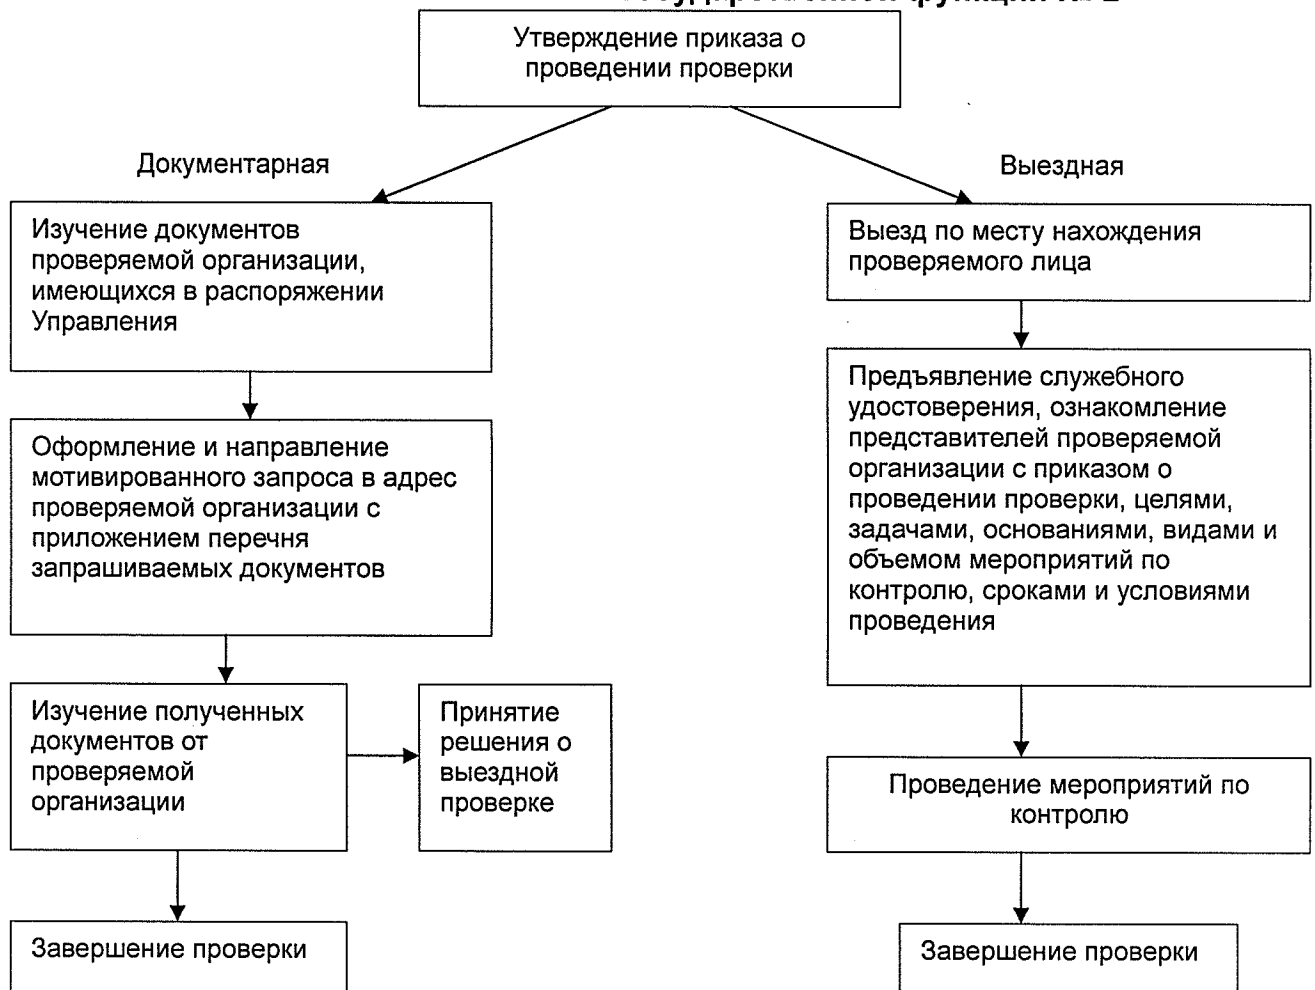 Утверждение приказа о
проведении проверки
Документарная
Выездная
Изучение документов
проверяемой организации,
имеющихся в распоряжении
Управления
Выезд по месту нахождения
проверяемого лица
Оформление и направление
мотивированного запроса в адрес
проверяемой организации с
приложением перечня
запрашиваемых документов
Предъявление служебного
удостоверения, ознакомление
представителей проверяемой
организации с приказом о
проведении проверки, целями,
задачами, основаниями, видами и
объемом мероприятий по
контролю, сроками и условиями
проведения
Изучение полученных
документов от
проверяемой
организации
Принятие
решения о
выездной
проверке
Проведение мероприятий по
контролю
Завершение проверки
Завершение проверки